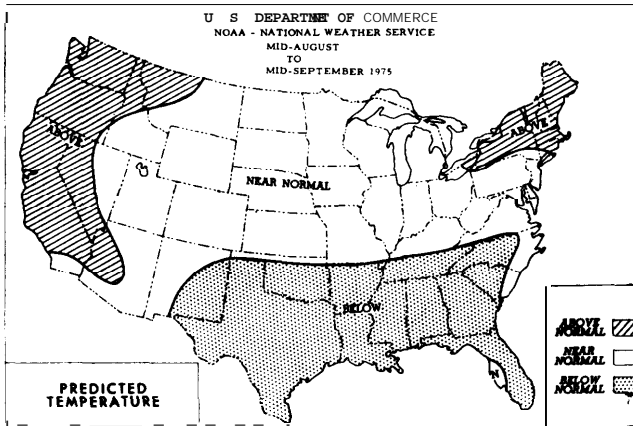 U S DEPARTMENT OF COMMERCE
NOAA - NATIONAL WEATHER SERVICE
MID-AUGUST
TO
MID-SEPTEMBER 1975
ABOVE
ABOVE
NEAR NORMAL
BELOW
N
ABOVE NORMAL
NEAR NORMAL
BELOW NORMAL
PREDICTED
TEMPERATURE